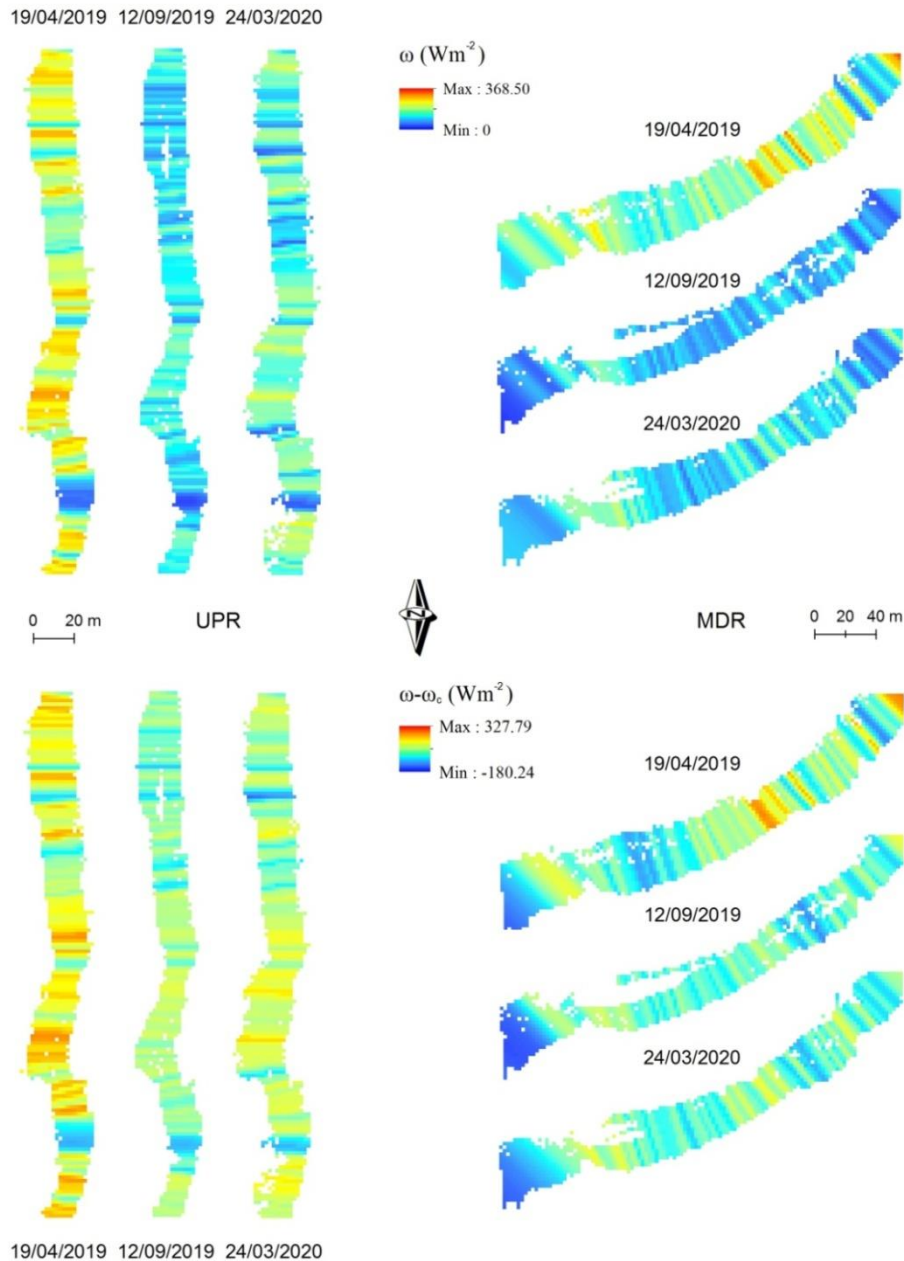 19/04/2019 12/09/2019 24/03/2020
ω (Wm⁻²)
Max : 368.50
Min : 0
19/04/2019
12/09/2019
24/03/2020
0 20 m
UPR
N
MDR
0 20 40 m
ω-ω꜀ (Wm⁻²)
Max : 327.79
Min : -180.24
19/04/2019
12/09/2019
24/03/2020
19/04/2019 12/09/2019 24/03/2020